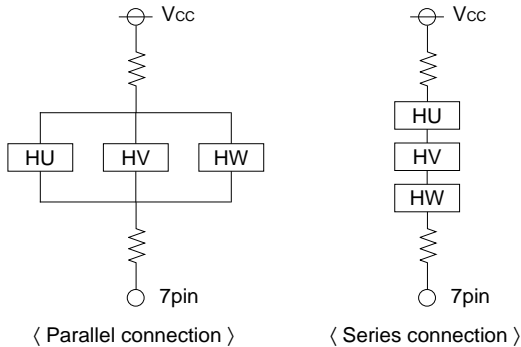 VCC VCC
HU
HU HV HW HV
HW
7pin 7pin
〈 Parallel connection 〉 〈 Series connection 〉